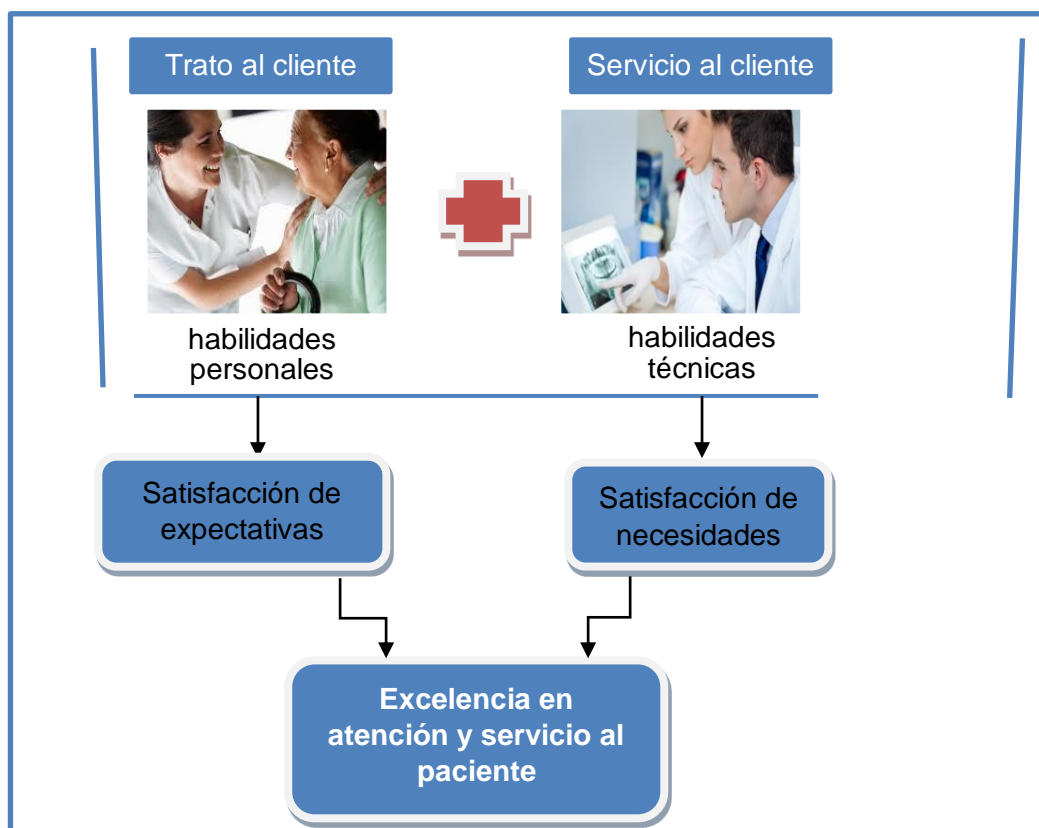 Trato al cliente
Servicio al cliente
habilidades
personales
habilidades
técnicas
Satisfacción de
expectativas
Satisfacción de
necesidades
Excelencia en
atención y servicio al
paciente